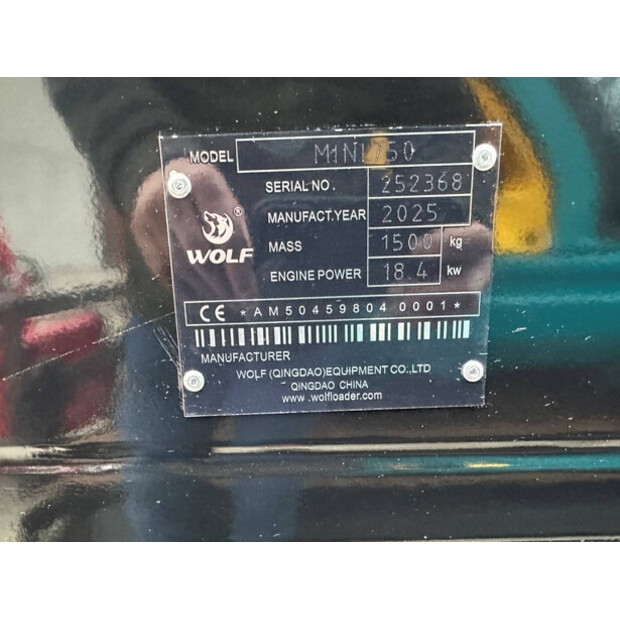 MODEL MINI750
SERIAL NO. 252368
MANUFACT.YEAR 2025
MASS 1500 kg
ENGINE POWER 18.4 kw
® WOLF
CE *AM50459804 0001*
MANUFACTURER
WOLF (QINGDAO)EQUIPMENT CO.,LTD
QINGDAO CHINA
www.wolfloader.com